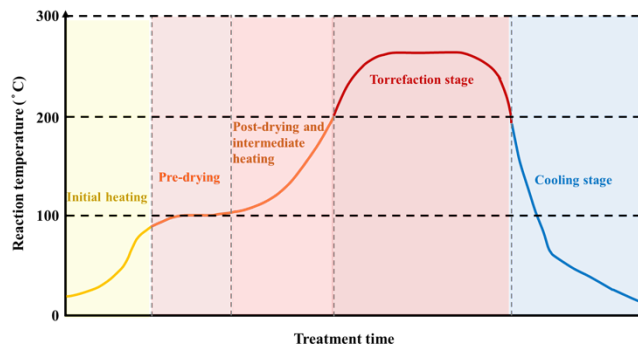 Reaction temperature (°C)
300
200
100
0
Initial heating
Pre-drying
Post-drying and
intermediate
heating
Torrefaction stage
Cooling stage
Treatment time